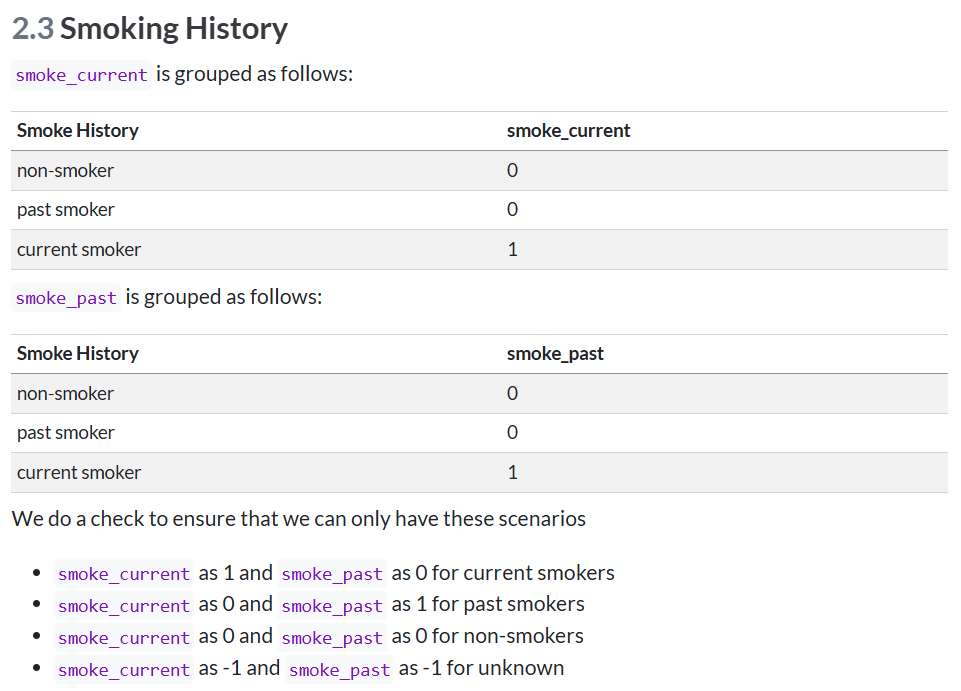 2.3 Smoking History
smoke_current is grouped as follows:
Smoke History smoke_current
non-smoker 0
past smoker 0
current smoker 1
smoke_past is grouped as follows:
Smoke History smoke_past
non-smoker 0
past smoker 0
current smoker 1
We do a check to ensure that we can only have these scenarios
• smoke_current as 1 and smoke_past as 0 for current smokers
• smoke_current as 0 and smoke_past as 1 for past smokers
• smoke_current as 0 and smoke_past as 0 for non-smokers
• smoke_current as -1 and smoke_past as -1 for unknown